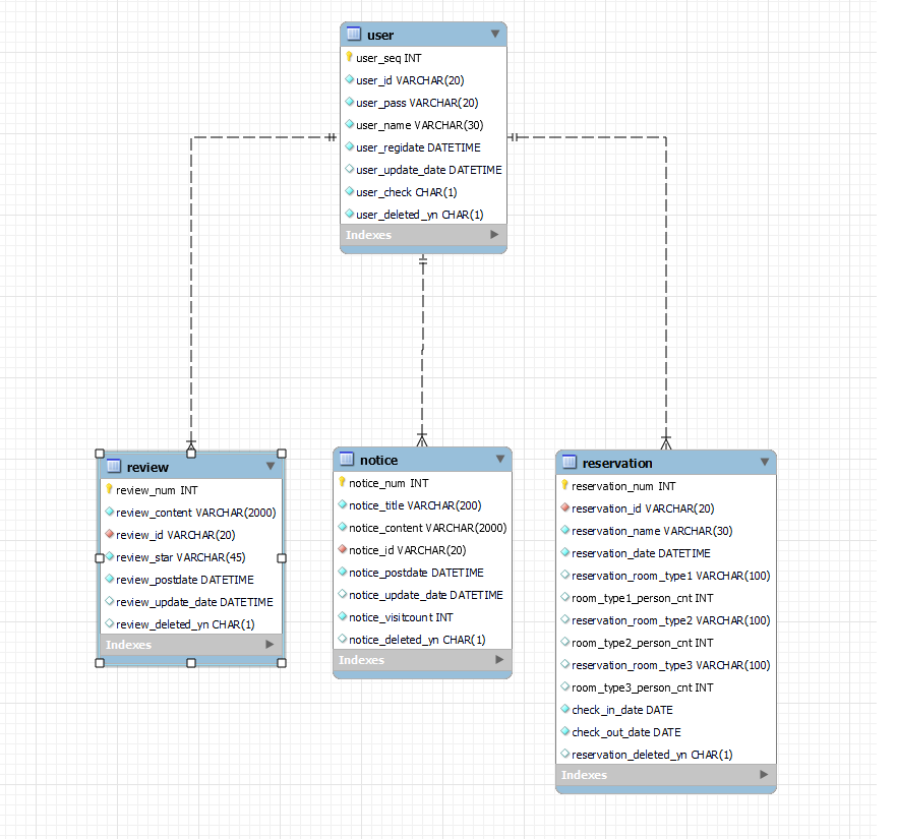 user
user_seq INT
user_id VARCHAR(20)
user_pass VARCHAR(20)
user_name VARCHAR(30)
user_regidate DATETIME
user_update_date DATETIME
user_check CHAR(1)
user_deleted_yn CHAR(1)
Indexes
review
review_num INT
review_content VARCHAR(2000)
review_id VARCHAR(20)
review_star VARCHAR(45)
review_postdate DATETIME
review_update_date DATETIME
review_deleted_yn CHAR(1)
Indexes
notice
notice_num INT
notice_title VARCHAR(200)
notice_content VARCHAR(2000)
notice_id VARCHAR(20)
notice_postdate DATETIME
notice_update_date DATETIME
notice_visitcount INT
notice_deleted_yn CHAR(1)
Indexes
reservation
reservation_num INT
reservation_id VARCHAR(20)
reservation_name VARCHAR(30)
reservation_date DATETIME
reservation_room_type1 VARCHAR(100)
room_type1_person_cnt INT
reservation_room_type2 VARCHAR(100)
room_type2_person_cnt INT
reservation_room_type3 VARCHAR(100)
room_type3_person_cnt INT
check_in_date DATE
check_out_date DATE
reservation_deleted_yn CHAR(1)
Indexes